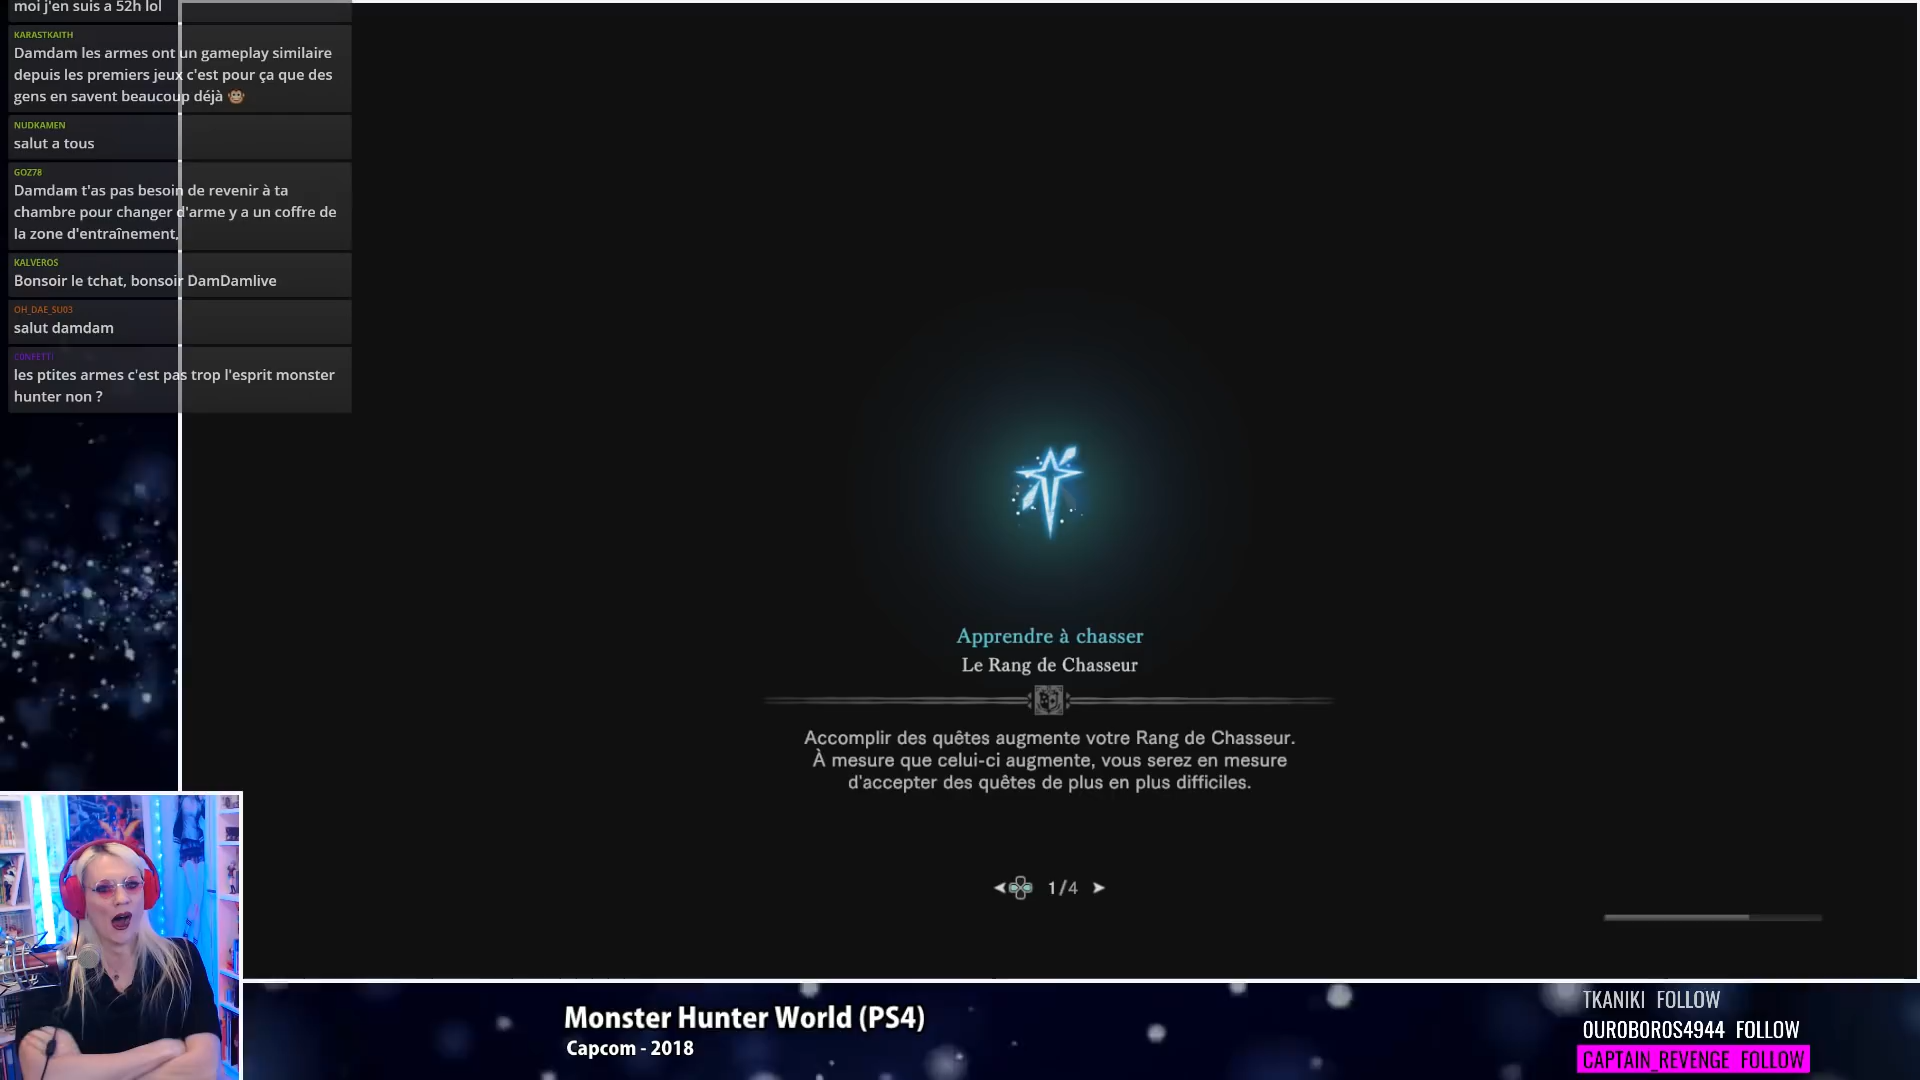 moi j'en suis a 52h lol
KARASTKAITH
Damdam les armes ont un gameplay similaire
depuis les premiers jeux c'est pour ça que des
gens en savent beaucoup déjà
NUDKAMEN
salut a tous
GOZ78
Damdam t'as pas besoin de revenir à ta
chambre pour changer d'arme y a un coffre de
la zone d'entraînement,
KALVEROS
Bonsoir le tchat, bonsoir DamDamlive
OH_DAE_SU03
salut damdam
C0NFETTI
les ptites armes c'est pas trop l'esprit monster
hunter non ?
Apprendre à chasser
Le Rang de Chasseur
Accomplir des quêtes augmente votre Rang de Chasseur.
À mesure que celui-ci augmente, vous serez en mesure
d'accepter des quêtes de plus en plus difficiles.
1/4
Monster Hunter World (PS4)
Capcom - 2018
TKANIKI FOLLOW
OUROBOROS4944 FOLLOW
CAPTAIN_REVENGE FOLLOW